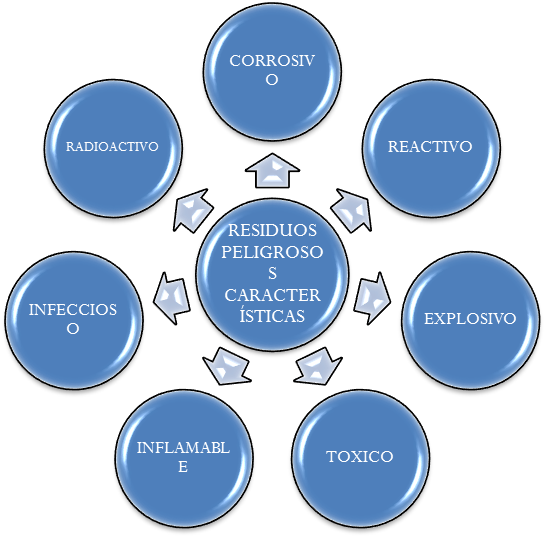 CORROSIV
O
REACTIVO
RADIOACTIVO
RESIDUOS
PELIGROSO
S
CARACTER
ÍSTICAS
INFECCIOS
O
EXPLOSIVO
INFLAMABL
E
TOXICO